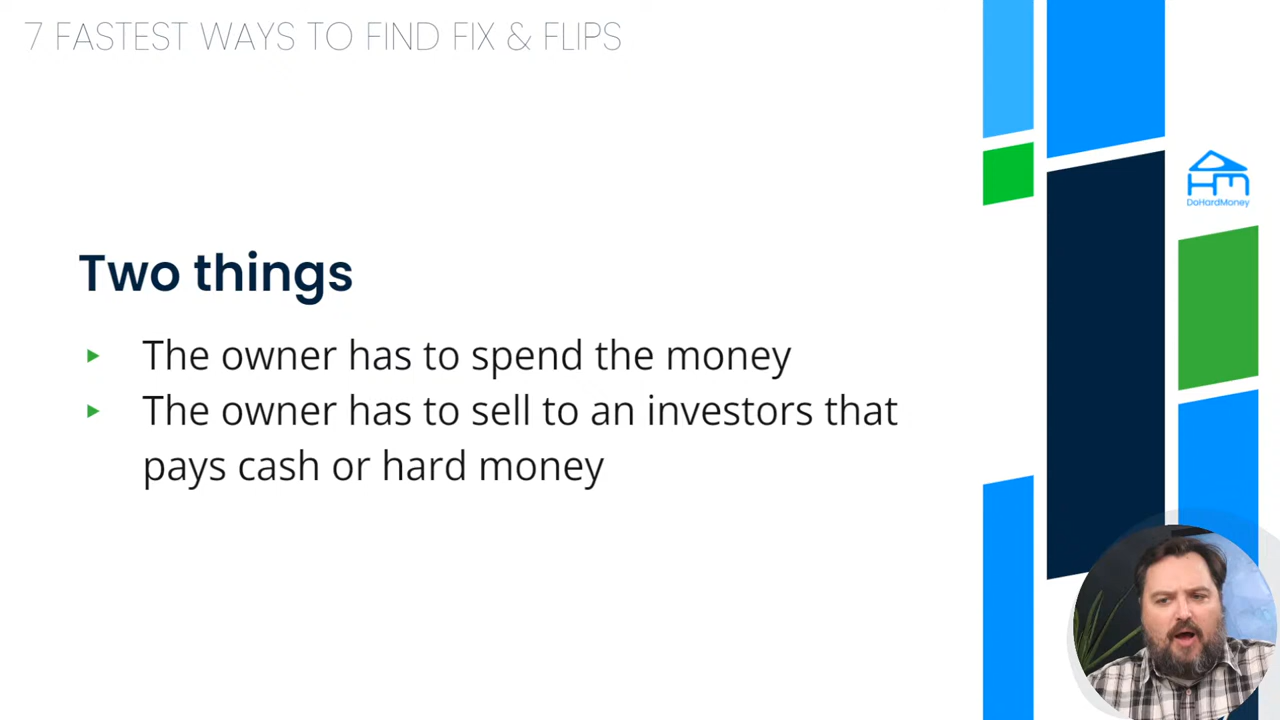 7 FASTEST WAYS TO FIND FIX & FLIPS
DoHardMoney
Two things
The owner has to spend the money
The owner has to sell to an investors that
pays cash or hard money